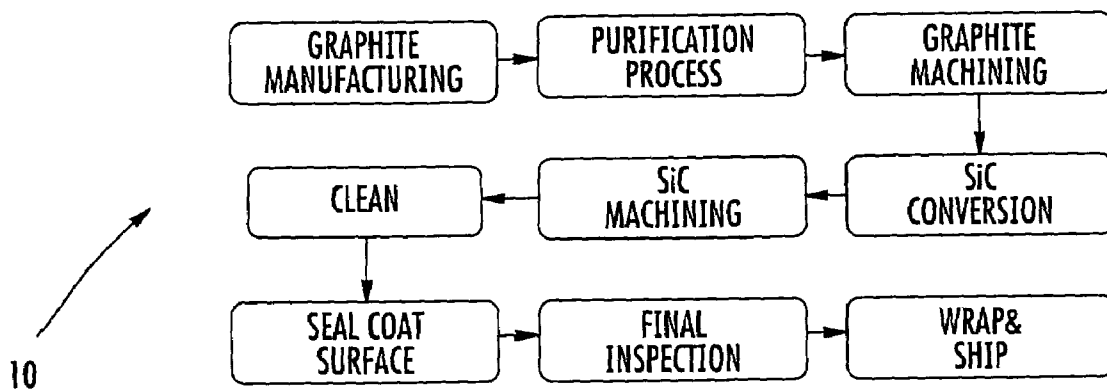 GRAPHITE
MANUFACTURING
PURIFICATION
PROCESS
GRAPHITE
MACHINING
SiC
CONVERSION
SiC
MACHINING
CLEAN
SEAL COAT
SURFACE
FINAL
INSPECTION
WRAP&
SHIP
10